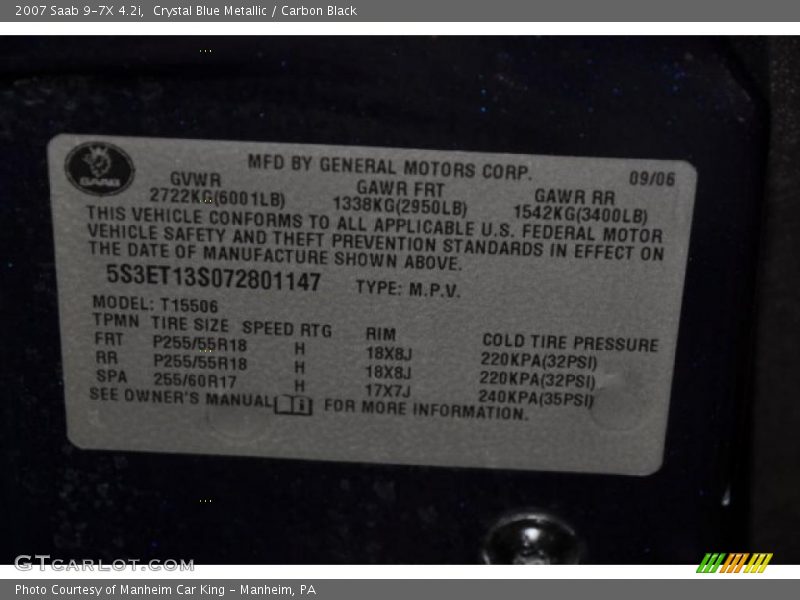 2007 Saab 9-7X 4.2i, Crystal Blue Metallic / Carbon Black
SAAB
MFD BY GENERAL MOTORS CORP. 09/06
GVWR GAWR FRT GAWR RR
2722KG(6001LB) 1338KG(2950LB) 1542KG(3400LB)
THIS VEHICLE CONFORMS TO ALL APPLICABLE U.S. FEDERAL MOTOR
VEHICLE SAFETY AND THEFT PREVENTION STANDARDS IN EFFECT ON
THE DATE OF MANUFACTURE SHOWN ABOVE.
5S3ET13S072801147 TYPE: M.P.V.
MODEL: T15506
TPMN TIRE SIZE SPEED RTG RIM COLD TIRE PRESSURE
FRT P255/55R18 H 18X8J 220KPA(32PSI)
RR P255/55R18 H 18X8J 220KPA(32PSI)
SPA 255/60R17 H 17X7J 240KPA(35PSI)
SEE OWNER'S MANUAL i FOR MORE INFORMATION.
GTCARLOT.COM
Photo Courtesy of Manheim Car King - Manheim, PA